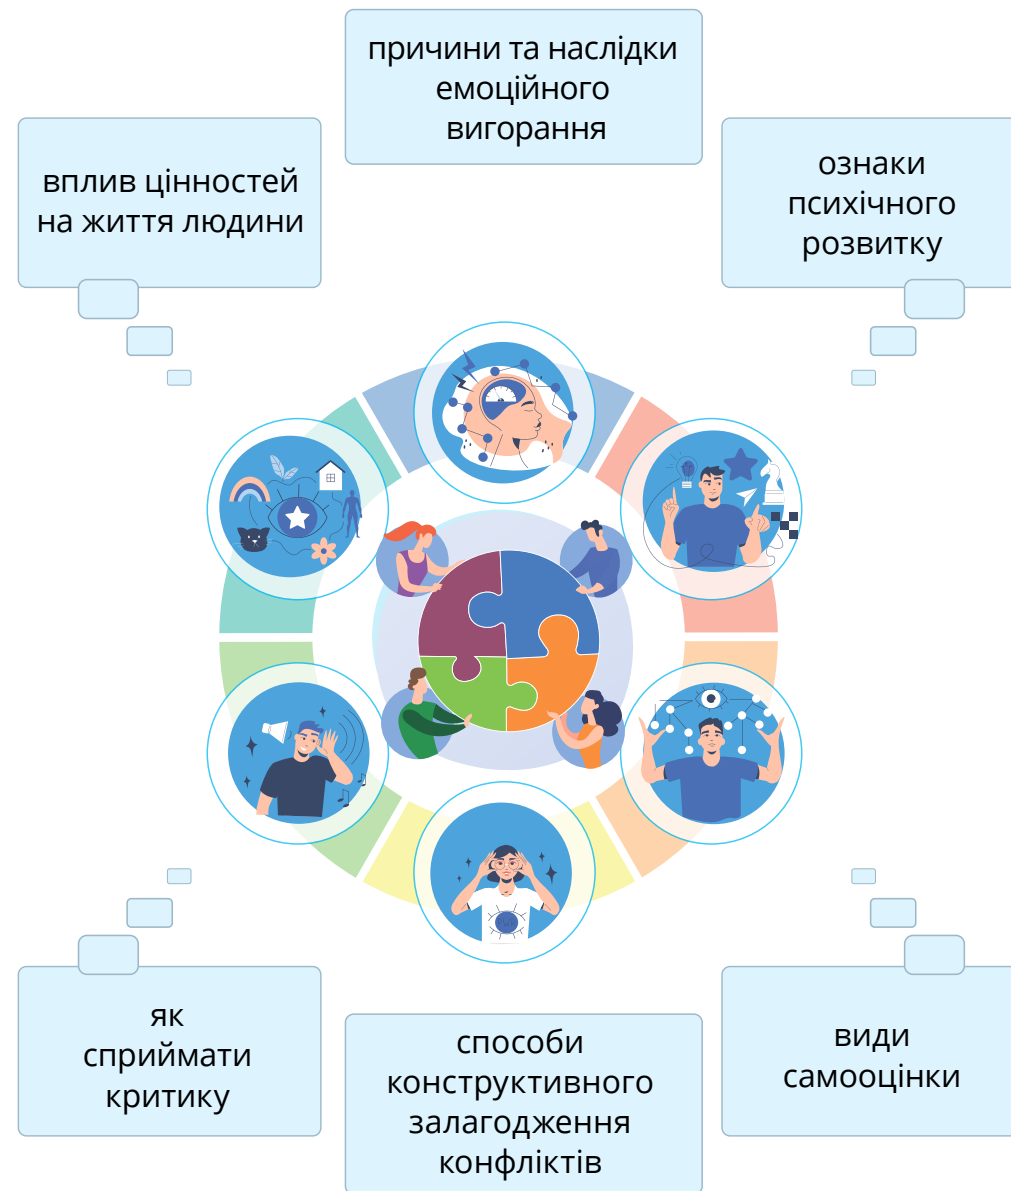 причини та наслідки
емоційного
вигорання
вплив цінностей
на життя людини
ознаки
психічного
розвитку
як
сприймати
критику
способи
конструктивного
залагодження
конфліктів
види
самооцінки